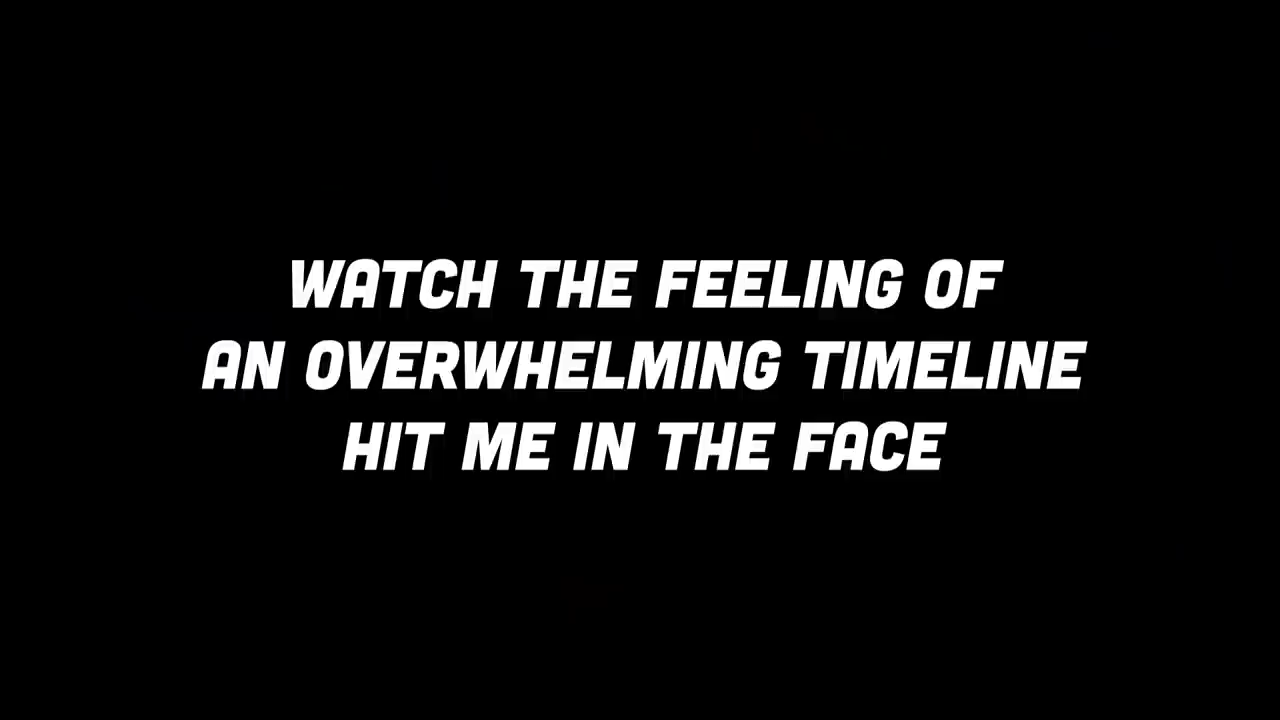 WATCH THE FEELING OF
AN OVERWHELMING TIMELINE
HIT ME IN THE FACE